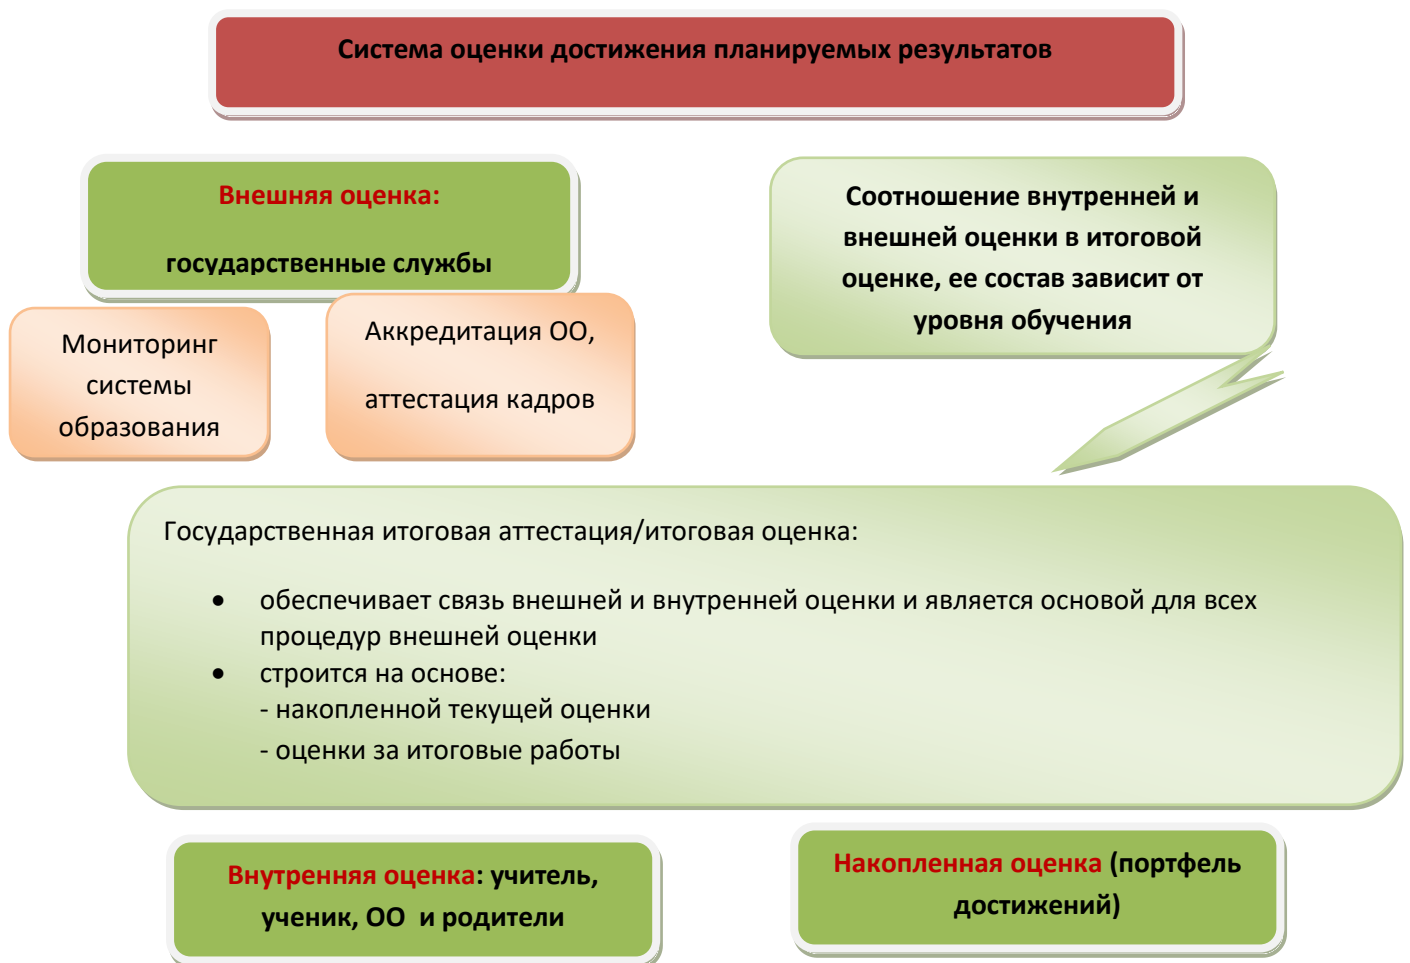 Система оценки достижения планируемых результатов
Внешняя оценка:
государственные службы
Соотношение внутренней и
внешней оценки в итоговой
оценке, ее состав зависит от
уровня обучения
Мониторинг
системы
образования
Аккредитация ОО,
аттестация кадров
Государственная итоговая аттестация/итоговая оценка:
• обеспечивает связь внешней и внутренней оценки и является основой для всех
процедур внешней оценки
• строится на основе:
- накопленной текущей оценки
- оценки за итоговые работы
Внутренняя оценка: учитель,
ученик, ОО и родители
Накопленная оценка (портфель
достижений)